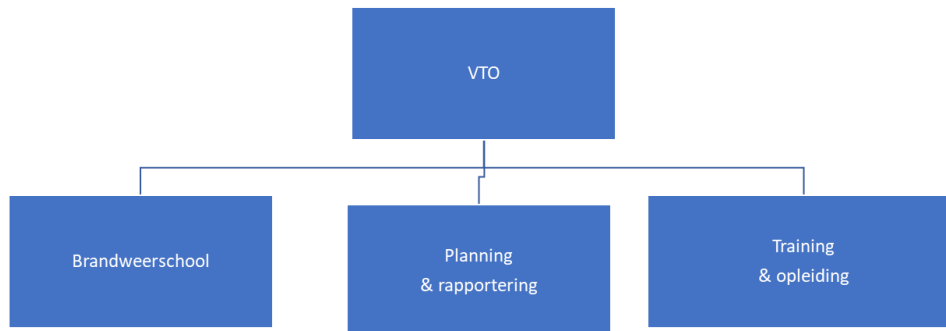 VTO
Brandweerschool
Planning
& rapportering
Training
& opleiding